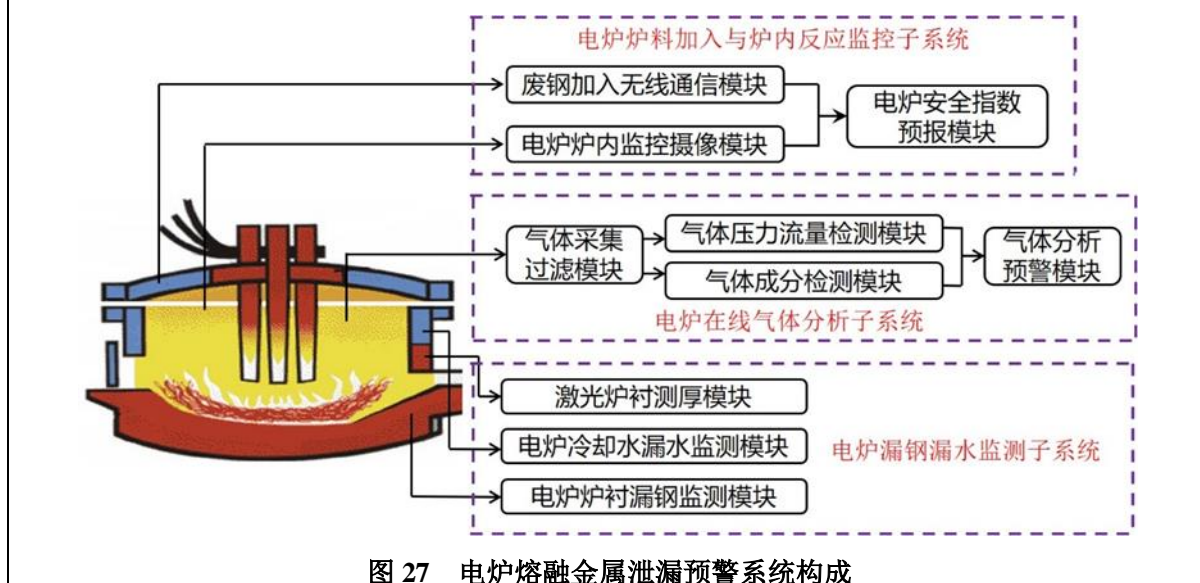 电炉炉料加入与炉内反应监控子系统
废钢加入无线通信模块
电炉炉内监控摄像模块
电炉安全指数
预报模块
气体采集
过滤模块
气体压力流量检测模块
气体成分检测模块
气体分析
预警模块
电炉在线气体分析子系统
激光炉衬测厚模块
电炉冷却水漏水监测模块
电炉炉衬漏钢监测模块
电炉漏钢漏水监测子系统
图 27 电炉熔融金属泄漏预警系统构成